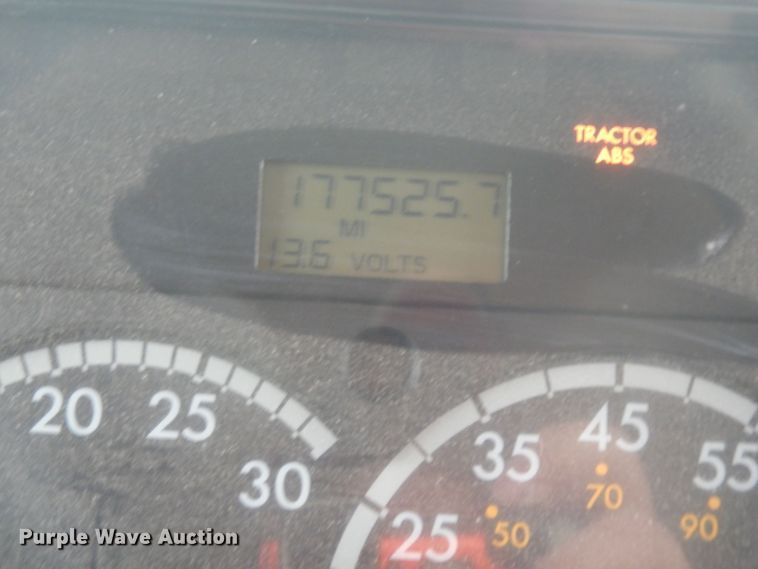 TRACTOR
ABS
177525.7
MI
13.6 VOLTS
20 25 30
25 35 45 55
50 70 90
Purple Wave Auction